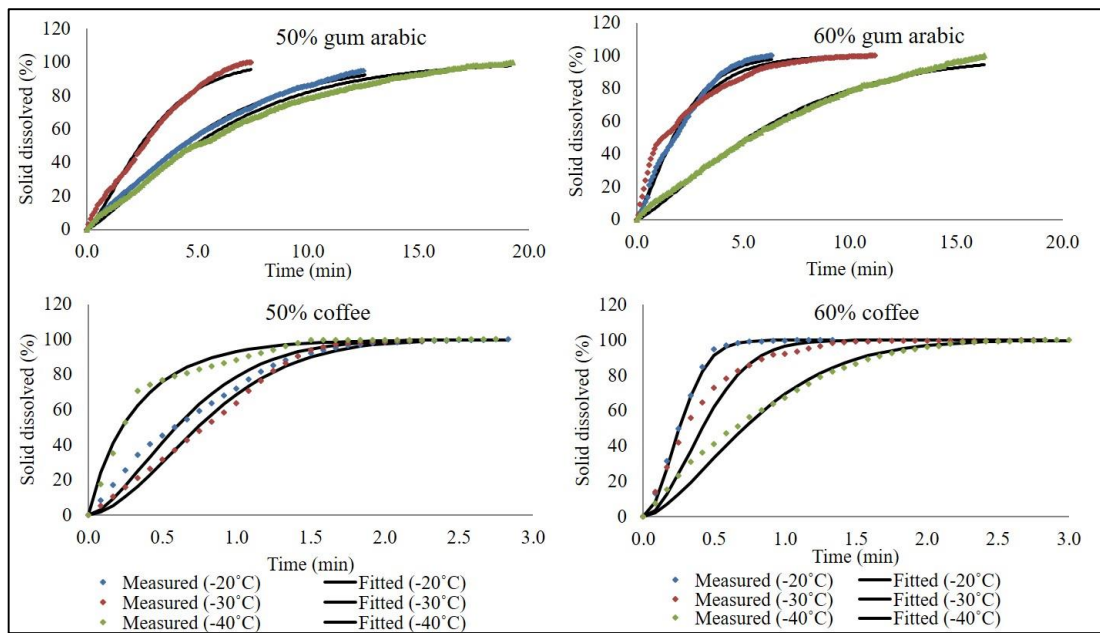 50% gum arabic
Solid dissolved (%)
120
100
80
60
40
20
0
0.0 5.0 10.0 15.0 20.0
Time (min)
60% gum arabic
Solid dissolved (%)
120
100
80
60
40
20
0
0.0 5.0 10.0 15.0 20.0
Time (min)
50% coffee
Solid dissolved (%)
120
100
80
60
40
20
0
0.0 0.5 1.0 1.5 2.0 2.5 3.0
Time (min)
Measured (-20˚C) Fitted (-20˚C)
Measured (-30˚C) Fitted (-30˚C)
Measured (-40˚C) Fitted (-40˚C)
60% coffee
Solid dissolved (%)
120
100
80
60
40
20
0
0.0 0.5 1.0 1.5 2.0 2.5 3.0
Time (min)
Measured (-20˚C) Fitted (-20˚C)
Measured (-30˚C) Fitted (-30˚C)
Measured (-40˚C) Fitted (-40˚C)